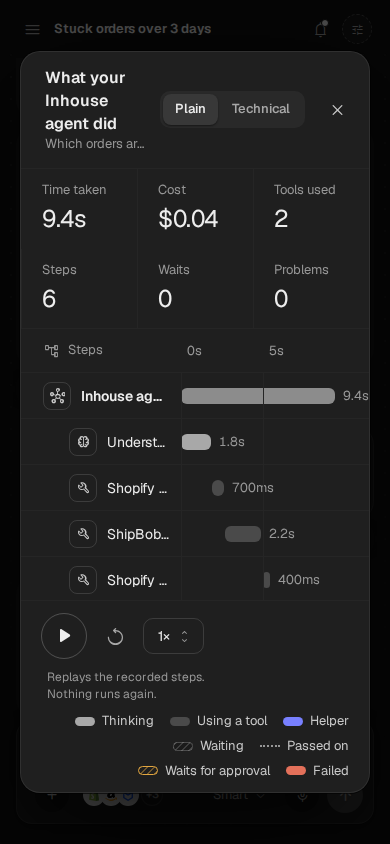 Stuck orders over 3 days
What your
Inhouse
agent did
Which orders ar...
Plain
Technical
Time taken
Cost
Tools used
9.4s
$0.04
2
Steps
Waits
Problems
6
0
0
Steps
0s
5s
Inhouse ag...
9.4s
Underst...
1.8s
Shopify ...
700ms
ShipBob...
2.2s
Shopify ...
400ms
1×
Replays the recorded steps.
Nothing runs again.
Thinking
Using a tool
Helper
Waiting
Passed on
Waits for approval
Failed
+3
Smart